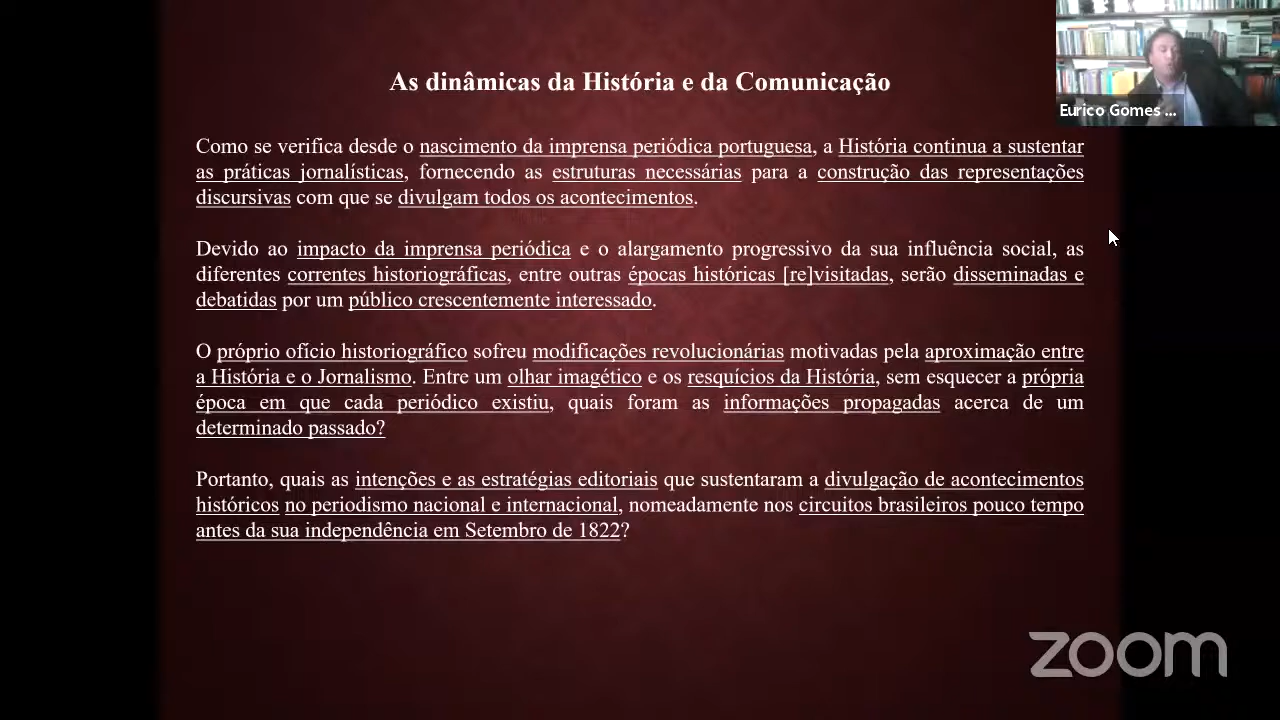 Eurico Gomes ...
As dinâmicas da História e da Comunicação
Como se verifica desde o nascimento da imprensa periódica portuguesa, a História continua a sustentar
as práticas jornalísticas, fornecendo as estruturas necessárias para a construção das representações
discursivas com que se divulgam todos os acontecimentos.
Devido ao impacto da imprensa periódica e o alargamento progressivo da sua influência social, as
diferentes correntes historiográficas, entre outras épocas históricas [re]visitadas, serão disseminadas e
debatidas por um público crescentemente interessado.
O próprio ofício historiográfico sofreu modificações revolucionárias motivadas pela aproximação entre
a História e o Jornalismo. Entre um olhar imagético e os resquícios da História, sem esquecer a própria
época em que cada periódico existiu, quais foram as informações propagadas acerca de um
determinado passado?
Portanto, quais as intenções e as estratégias editoriais que sustentaram a divulgação de acontecimentos
históricos no periodismo nacional e internacional, nomeadamente nos circuitos brasileiros pouco tempo
antes da sua independência em Setembro de 1822?
zoom